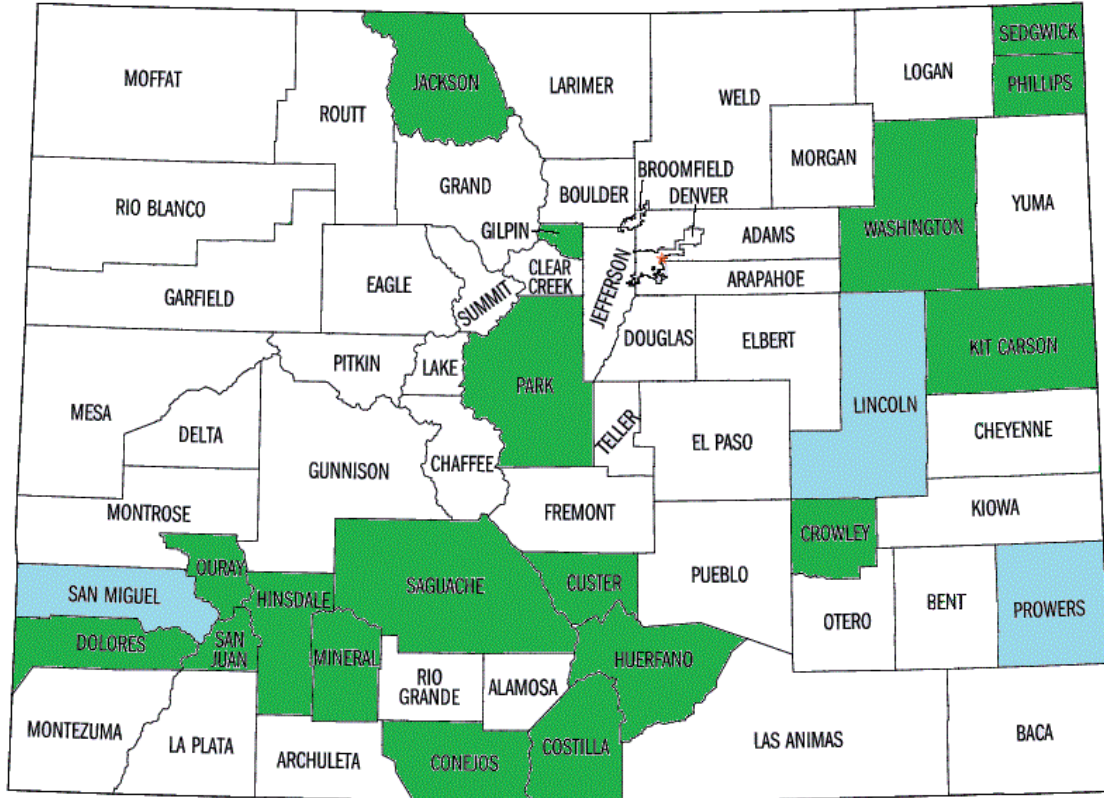 SEDGWICK
MOFFAT
JACKSON
LARIMER
LOGAN
PHILLIPS
WELD
ROUTT
MORGAN
BROOMFIELD
GRAND
BOULDER
DENVER
YUMA
RIO BLANCO
GILPIN
WASHINGTON
ADAMS
CLEAR
CREEK
JEFFERSON
ARAPAHOE
GARFIELD
EAGLE
SUMMIT
DOUGLAS
ELBERT
KIT CARSON
PITKIN
LAKE
PARK
LINCOLN
MESA
TELLER
CHEYENNE
DELTA
EL PASO
GUNNISON
CHAFFEE
MONTROSE
FREMONT
KIOWA
CROWLEY
OURAY
SAGUACHE
CUSTER
PUEBLO
SAN MIGUEL
HINSDALE
BENT
PROWERS
OTERO
DOLORES
SAN
JUAN
MINERAL
HUERFANO
RIO
GRANDE
ALAMOSA
MONTEZUMA
LA PLATA
ARCHULETA
CONEJOS
COSTILLA
LAS ANIMAS
BACA